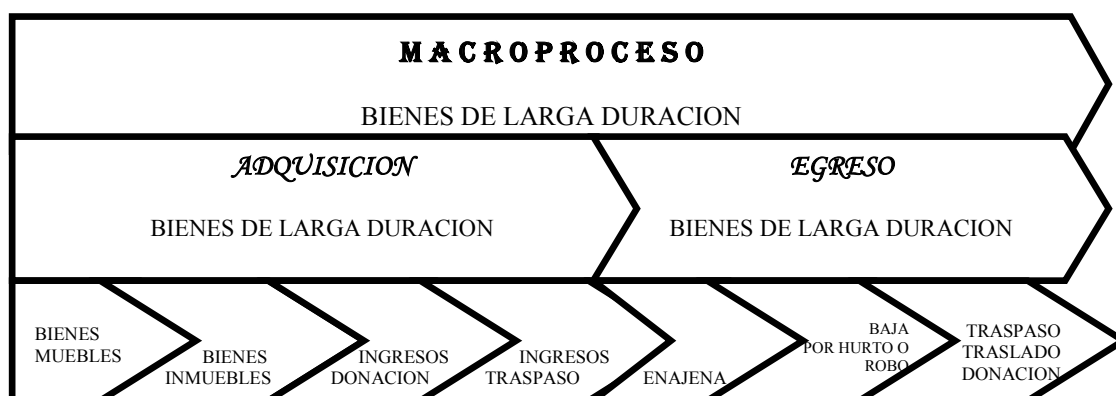 MACROPROCESO
BIENES DE LARGA DURACION
ADQUISICION
BIENES DE LARGA DURACION
EGRESO
BIENES DE LARGA DURACION
BIENES
MUEBLES
BIENES
INMUEBLES
INGRESOS
DONACION
INGRESOS
TRASPASO
ENAJENA
BAJA
POR HURTO O
ROBO
TRASPASO
TRASLADO
DONACION